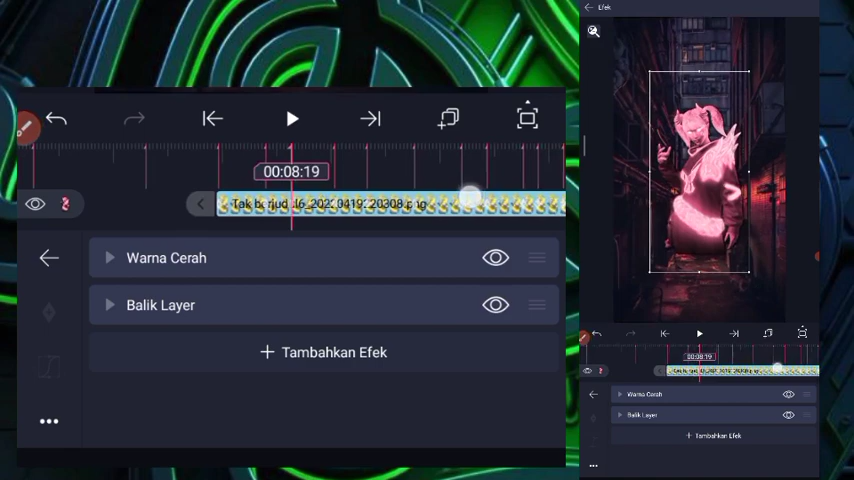 00:08:19
Warna Cerah
Balik Layer
+ Tambahkan Efek
Efek
00:08:19
Warna Cerah
Balik Layer
+ Tambahkan Efek